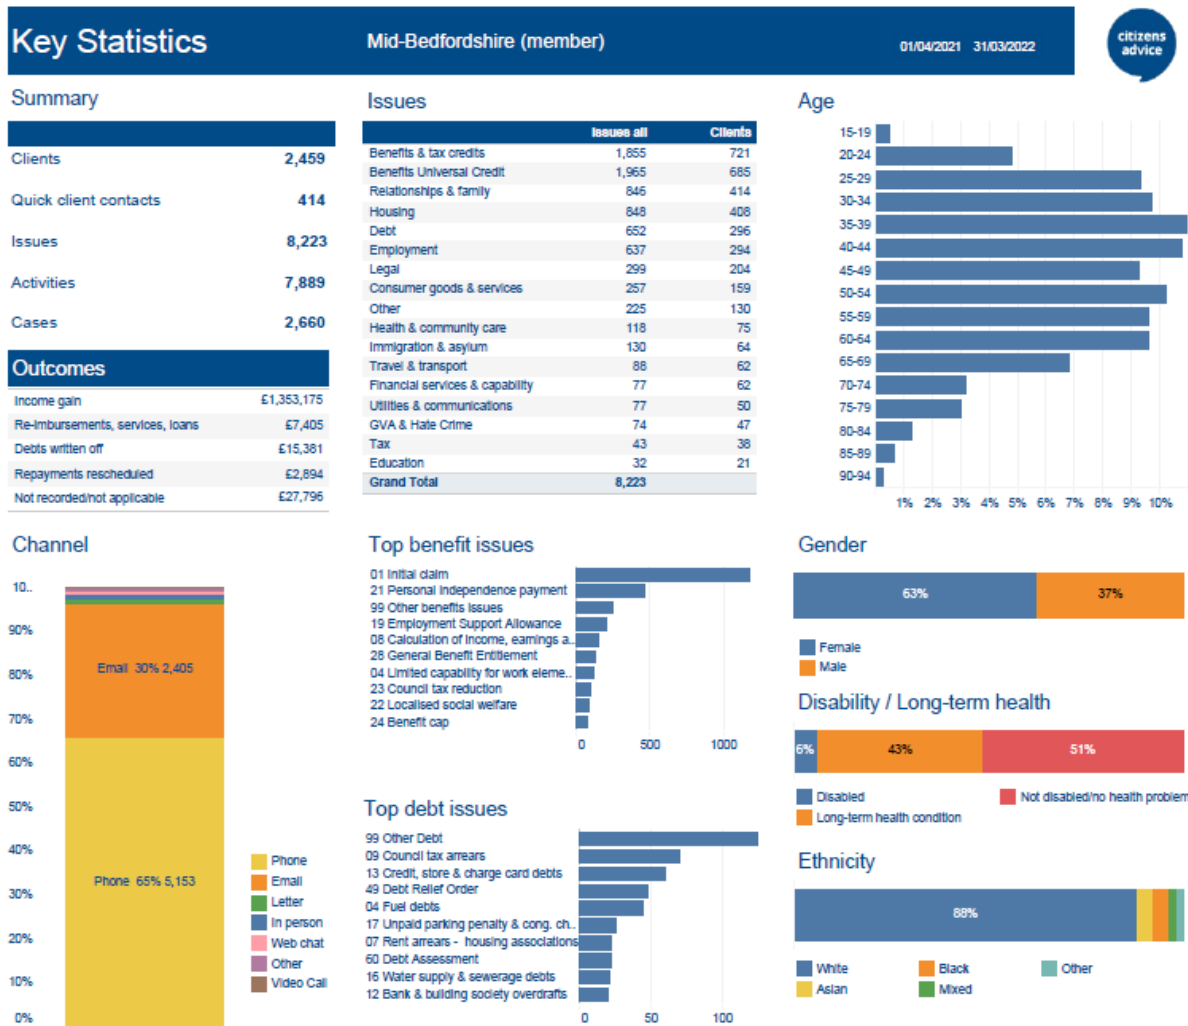 Key Statistics
Mid-Bedfordshire (member)
01/04/2021 31/03/2022
citizens
advice
Summary
Clients 2,459
Quick client contacts 414
Issues 8,223
Activities 7,889
Cases 2,660
Outcomes
Income gain £1,353,175
Re-imbursements, services, loans £7,405
Debts written off £15,381
Repayments rescheduled £2,894
Not recorded/not applicable £27,796
Issues
Issues all Clients
Benefits & tax credits 1,855 721
Benefits Universal Credit 1,965 685
Relationships & family 846 414
Housing 848 408
Debt 652 296
Employment 637 294
Legal 299 204
Consumer goods & services 257 159
Other 225 130
Health & community care 118 75
Immigration & asylum 130 64
Travel & transport 88 62
Financial services & capability 77 62
Utilities & communications 77 50
GVA & Hate Crime 74 47
Tax 43 38
Education 32 21
Grand Total 8,223
Age
15-19
20-24
25-29
30-34
35-39
40-44
45-49
50-54
55-59
60-64
65-69
70-74
75-79
80-84
85-89
90-94
1% 2% 3% 4% 5% 6% 7% 8% 9% 10%
Channel
10..
90%
80%
70%
60%
50%
40%
30%
20%
10%
0%
Email 30% 2,405
Phone 65% 5,153
Phone
Email
Letter
In person
Web chat
Other
Video Call
Top benefit issues
01 Initial claim
21 Personal independence payment
99 Other benefits issues
19 Employment Support Allowance
08 Calculation of income, earnings a..
28 General Benefit Entitlement
04 Limited capability for work eleme..
23 Council tax reduction
22 Localised social welfare
24 Benefit cap
0 500 1000
Top debt issues
99 Other Debt
09 Council tax arrears
13 Credit, store & charge card debts
49 Debt Relief Order
04 Fuel debts
17 Unpaid parking penalty & cong. ch..
07 Rent arrears - housing associations
60 Debt Assessment
16 Water supply & sewerage debts
12 Bank & building society overdrafts
0 50 100
Gender
63% 37%
Female
Male
Disability / Long-term health
6% 43% 51%
Disabled Not disabled/no health problem
Long-term health condition
Ethnicity
88%
White Black Other
Asian Mixed